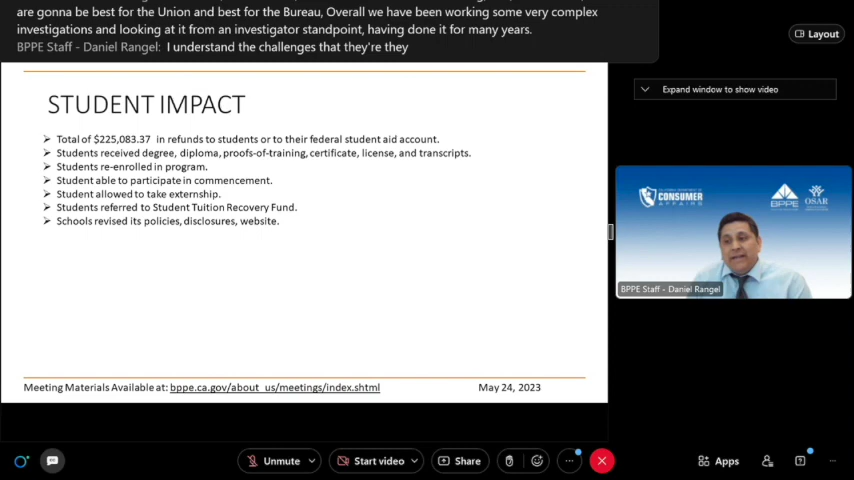 are gonna be best for the Union and best for the Bureau, Overall we have been working some very complex
investigations and looking at it from an investigator standpoint, having done it for many years.
BPPE Staff - Daniel Rangel: I understand the challenges that they're they
Layout
Expand window to show video
STUDENT IMPACT
➢ Total of $225,083.37 in refunds to students or to their federal student aid account.
➢ Students received degree, diploma, proofs-of-training, certificate, license, and transcripts.
➢ Students re-enrolled in program.
➢ Student able to participate in commencement.
➢ Student allowed to take externship.
➢ Students referred to Student Tuition Recovery Fund.
➢ Schools revised its policies, disclosures, website.
CONSUMER
AFFAIRS
BPPE
OSAR
BPPE Staff - Daniel Rangel
Meeting Materials Available at: bppe.ca.gov/about_us/meetings/index.shtml
May 24, 2023
Unmute
Start video
Share
Apps